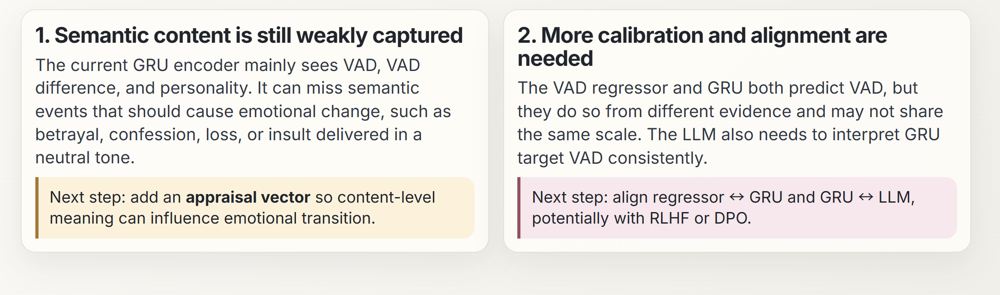 1. Semantic content is still weakly captured
The current GRU encoder mainly sees VAD, VAD
difference, and personality. It can miss semantic
events that should cause emotional change, such as
betrayal, confession, loss, or insult delivered in a
neutral tone.
Next step: add an appraisal vector so content-level
meaning can influence emotional transition.
2. More calibration and alignment are
needed
The VAD regressor and GRU both predict VAD, but
they do so from different evidence and may not share
the same scale. The LLM also needs to interpret GRU
target VAD consistently.
Next step: align regressor ↔ GRU and GRU ↔ LLM,
potentially with RLHF or DPO.